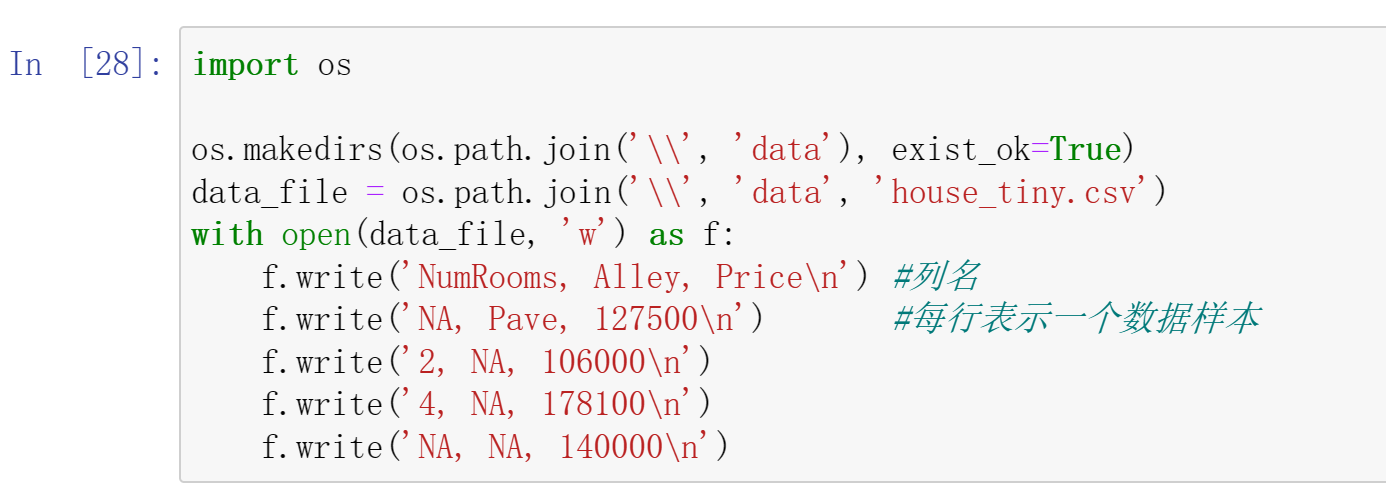 In [28]: import os
os.makedirs(os.path.join('\\', 'data'), exist_ok=True)
data_file = os.path.join('\\', 'data', 'house_tiny.csv')
with open(data_file, 'w') as f:
    f.write('NumRooms, Alley, Price\n') #列名
    f.write('NA, Pave, 127500\n')       #每行表示一个数据样本
    f.write('2, NA, 106000\n')
    f.write('4, NA, 178100\n')
    f.write('NA, NA, 140000\n')